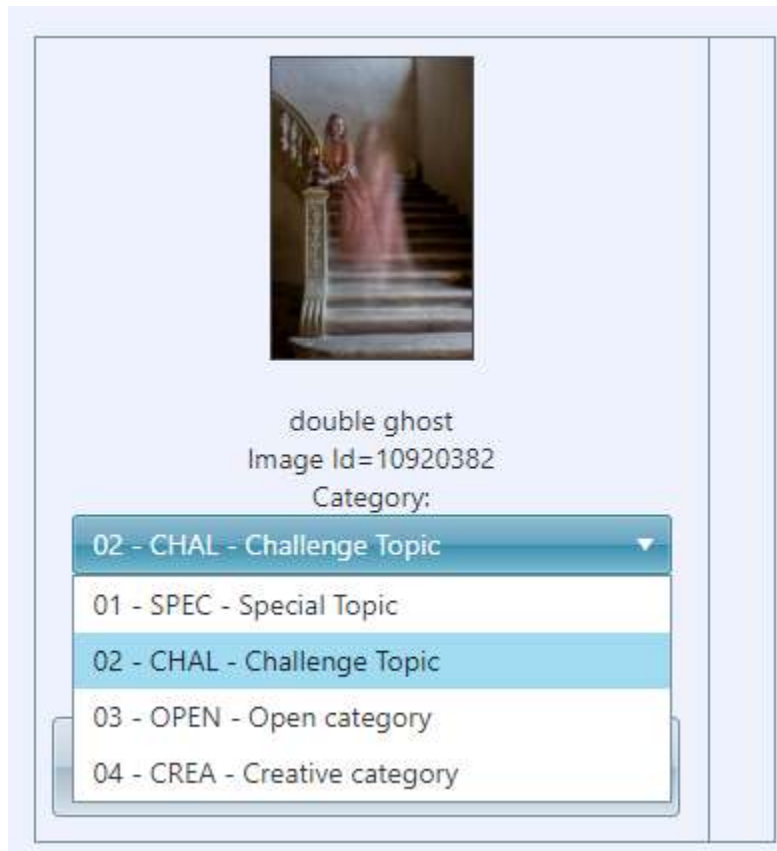 double ghost
Image Id=10920382
Category:
02 - CHAL - Challenge Topic
01 - SPEC - Special Topic
02 - CHAL - Challenge Topic
03 - OPEN - Open category
04 - CREA - Creative category